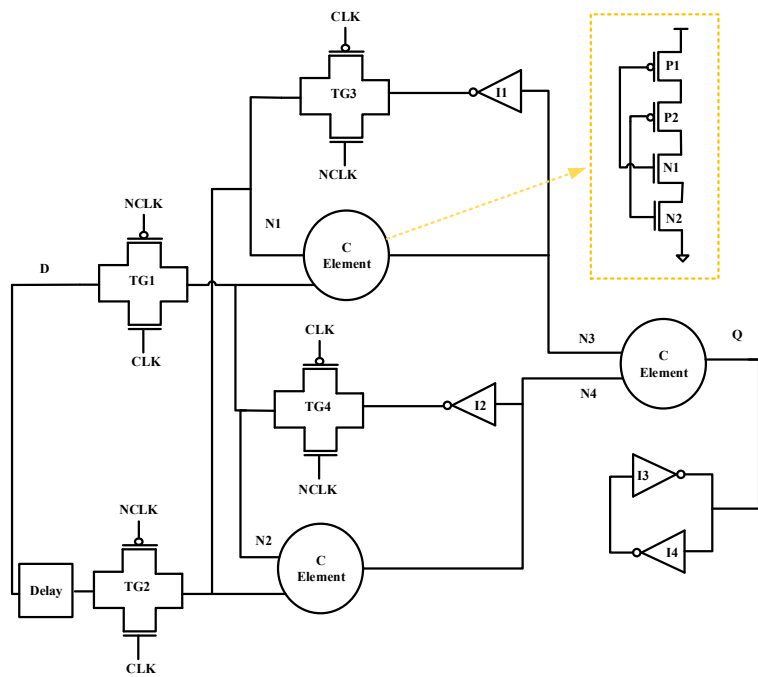 CLK
TG3
NCLK
I1
P1
P2
N1
N2
NCLK
N1
C
Element
D
TG1
CLK
CLK
N3
C
Element
Q
N4
TG4
I2
NCLK
I3
NCLK
N2
C
Element
I4
Delay
TG2
CLK